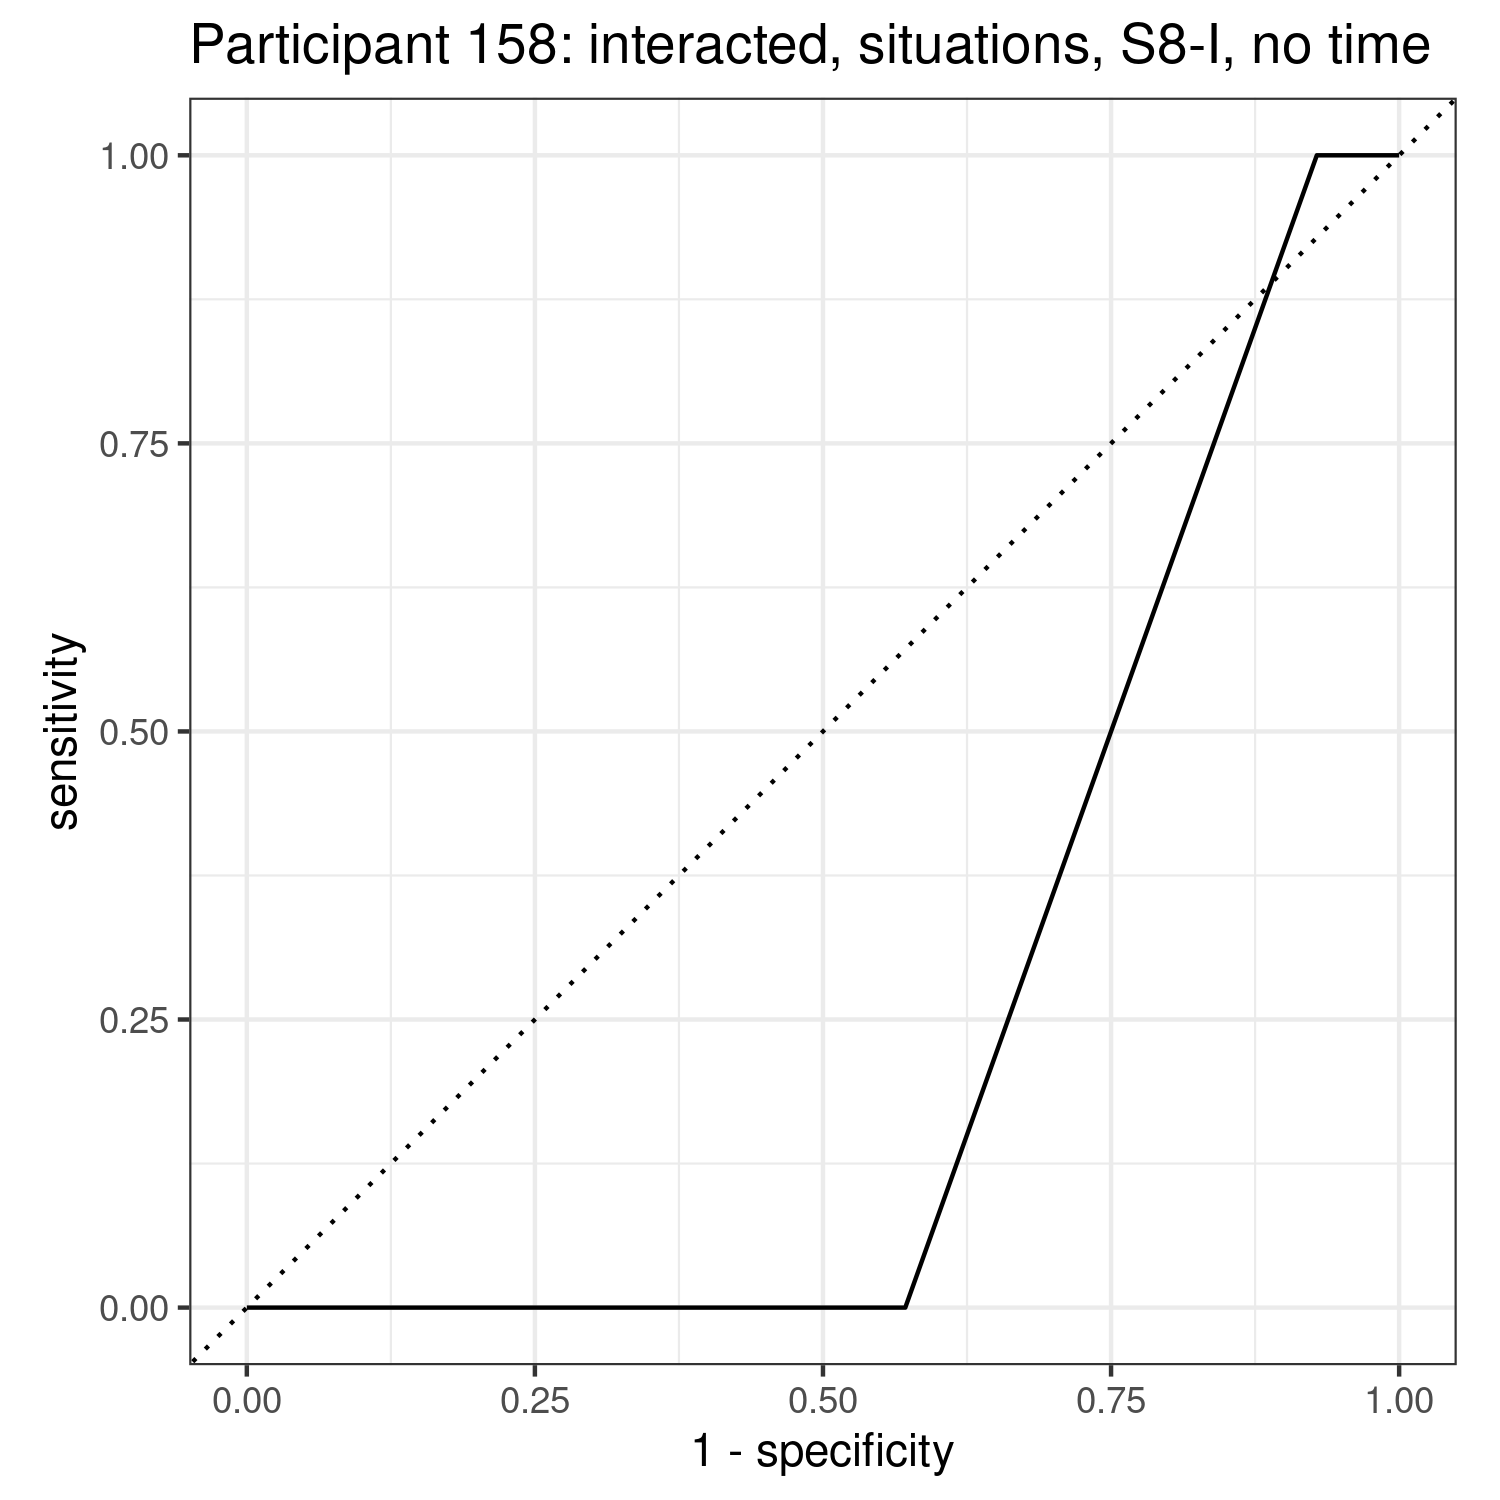 Participant 158: interacted, situations, S8-I, no time
1.00
0.75
0.50
0.25
0.00
sensitivity
0.00 0.25 0.50 0.75 1.00
1 - specificity